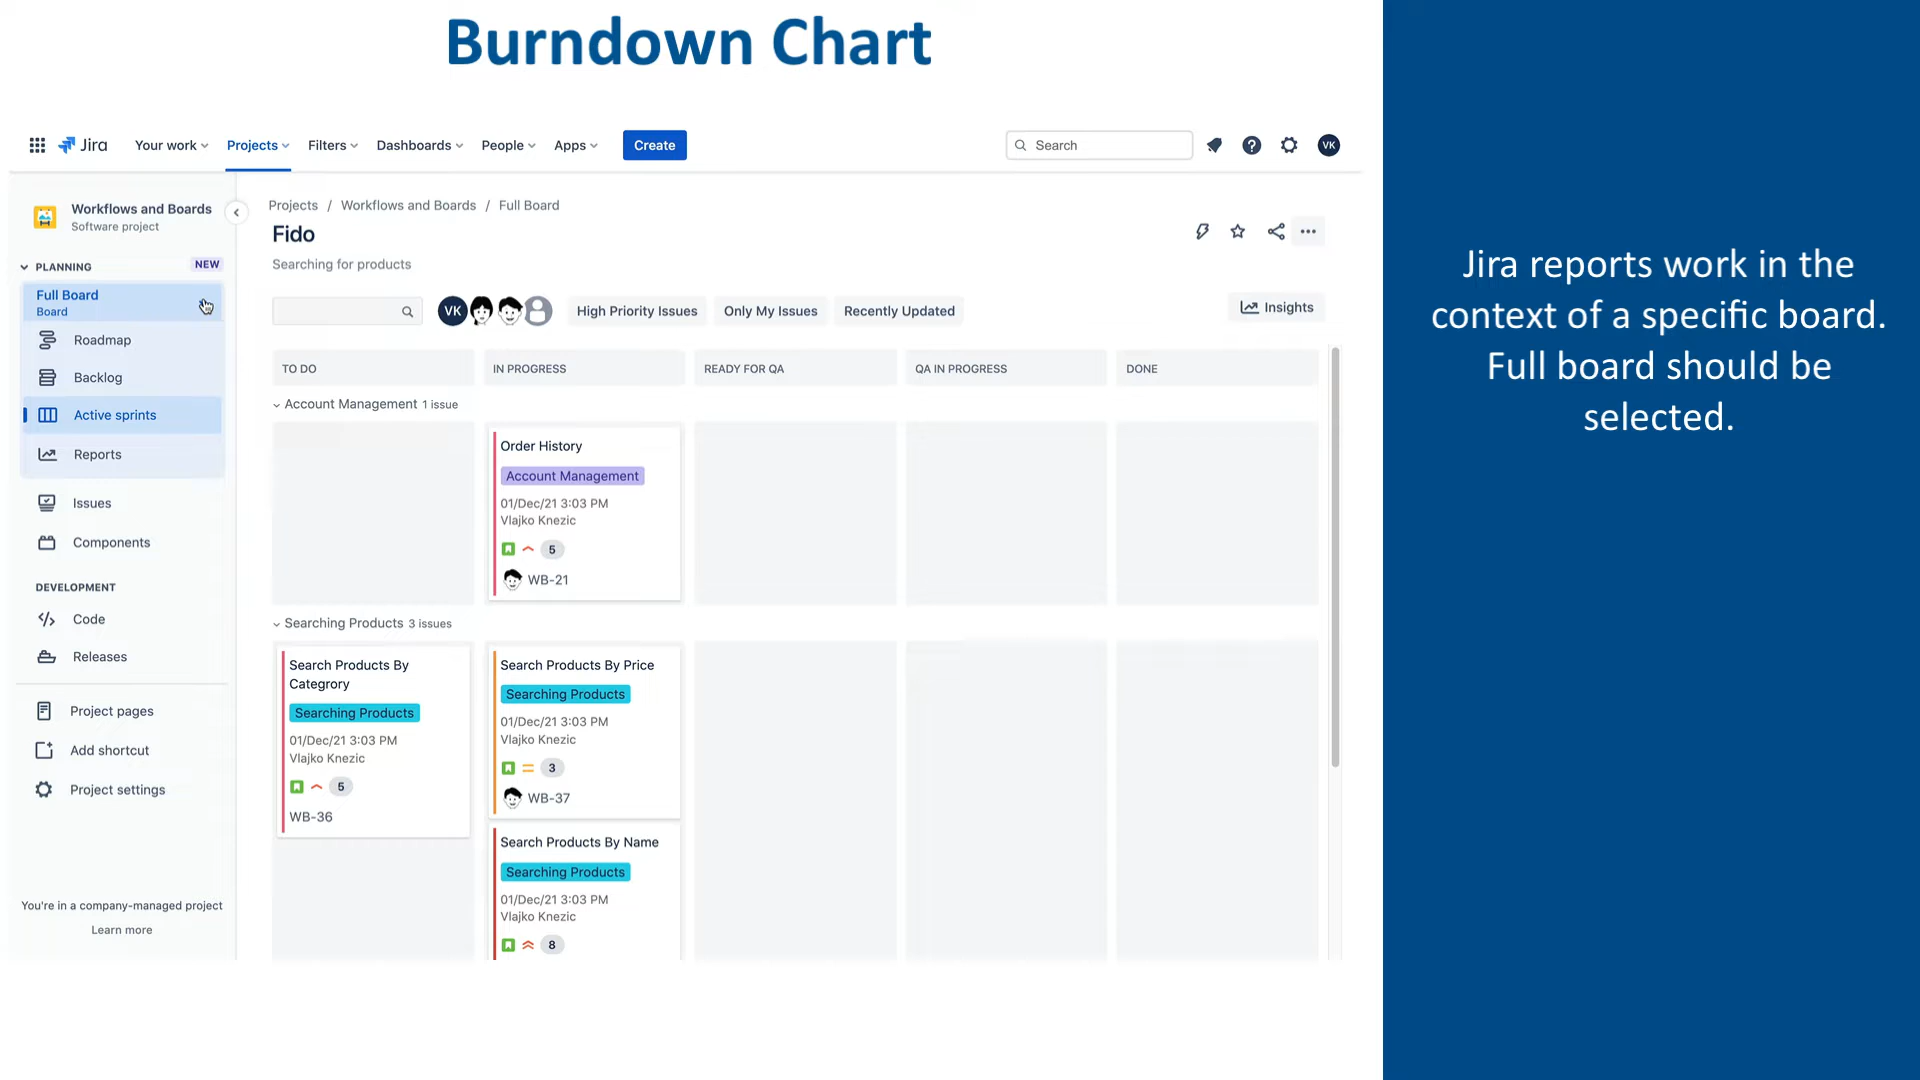 Burndown Chart
Jira
Your work
Projects
Filters
Dashboards
People
Apps
Create
Search
VK
Workflows and Boards
Software project
PLANNING
NEW
Full Board
Board
Roadmap
Backlog
Active sprints
Reports
Issues
Components
DEVELOPMENT
Code
Releases
Project pages
Add shortcut
Project settings
You're in a company-managed project
Learn more
Projects / Workflows and Boards / Full Board
Fido
Searching for products
VK
High Priority Issues
Only My Issues
Recently Updated
Insights
TO DO
IN PROGRESS
READY FOR QA
QA IN PROGRESS
DONE
Account Management 1 issue
Order History
Account Management
01/Dec/21 3:03 PM
Vlajko Knezic
5
WB-21
Searching Products 3 issues
Search Products By
Categrory
Searching Products
01/Dec/21 3:03 PM
Vlajko Knezic
5
WB-36
Search Products By Price
Searching Products
01/Dec/21 3:03 PM
Vlajko Knezic
3
WB-37
Search Products By Name
Searching Products
01/Dec/21 3:03 PM
Vlajko Knezic
8
Jira reports work in the
context of a specific board.
Full board should be
selected.